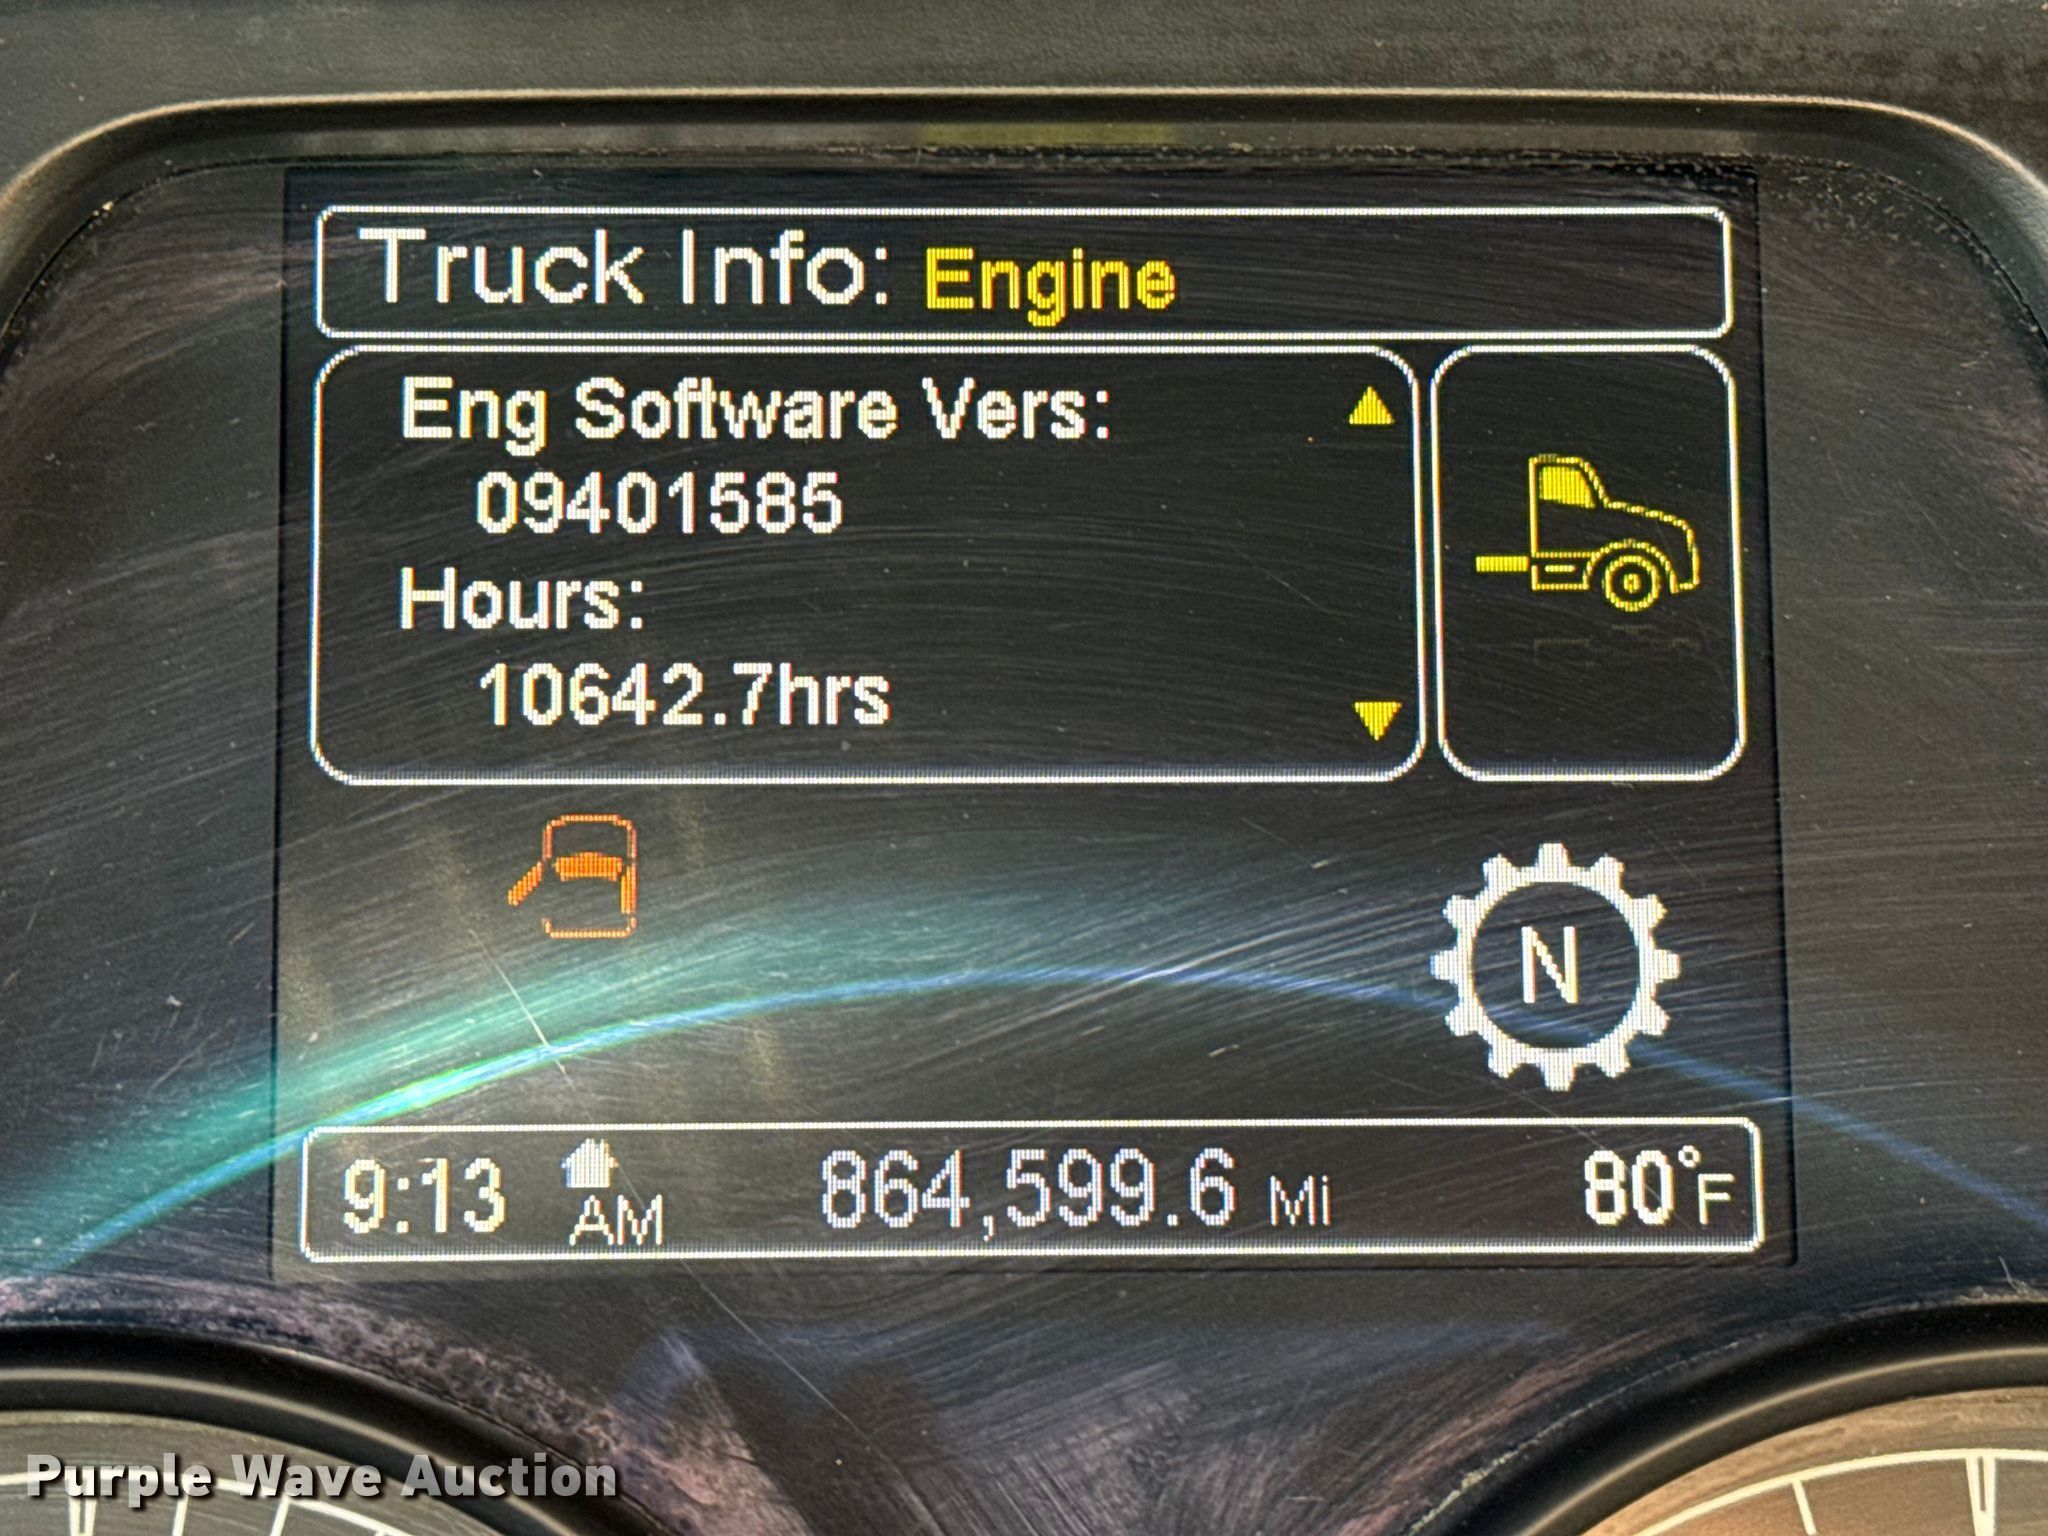 Truck Info: Engine
Eng Software Vers:
09401585
Hours:
10642.7hrs
N
9:13 AM 864,599.6 Mi 80°F
Purple Wave Auction